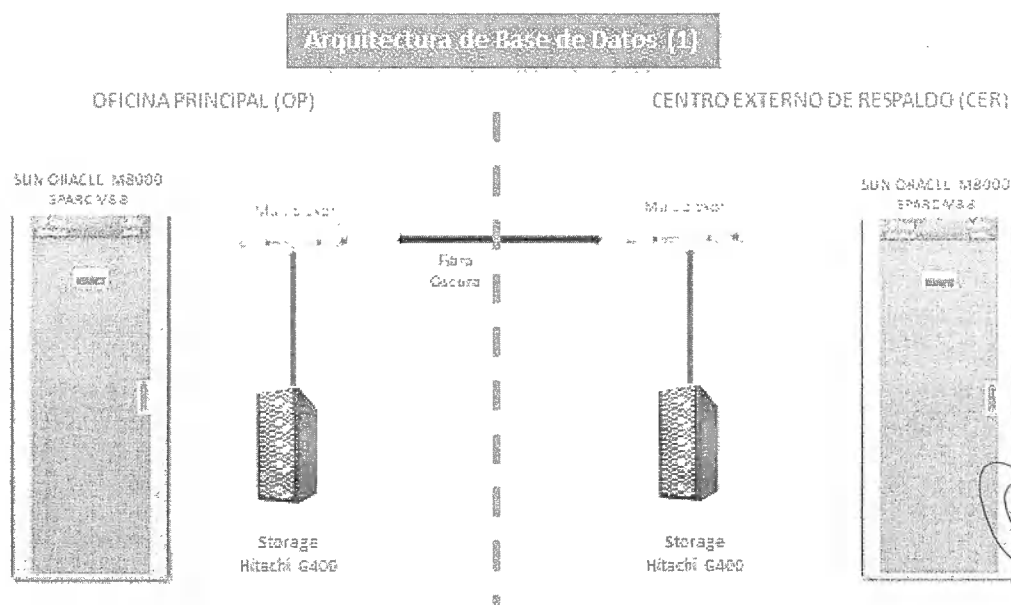 Arquitectura de Base de Datos (1)
OFICINA PRINCIPAL (OP)
CENTRO EXTERNO DE RESPALDO (CER)
SUN ORACLE M8000
SUN ORACLE M8000
Fibra
Oscura
Storage
Hitachi G400
Storage
Hitachi G400